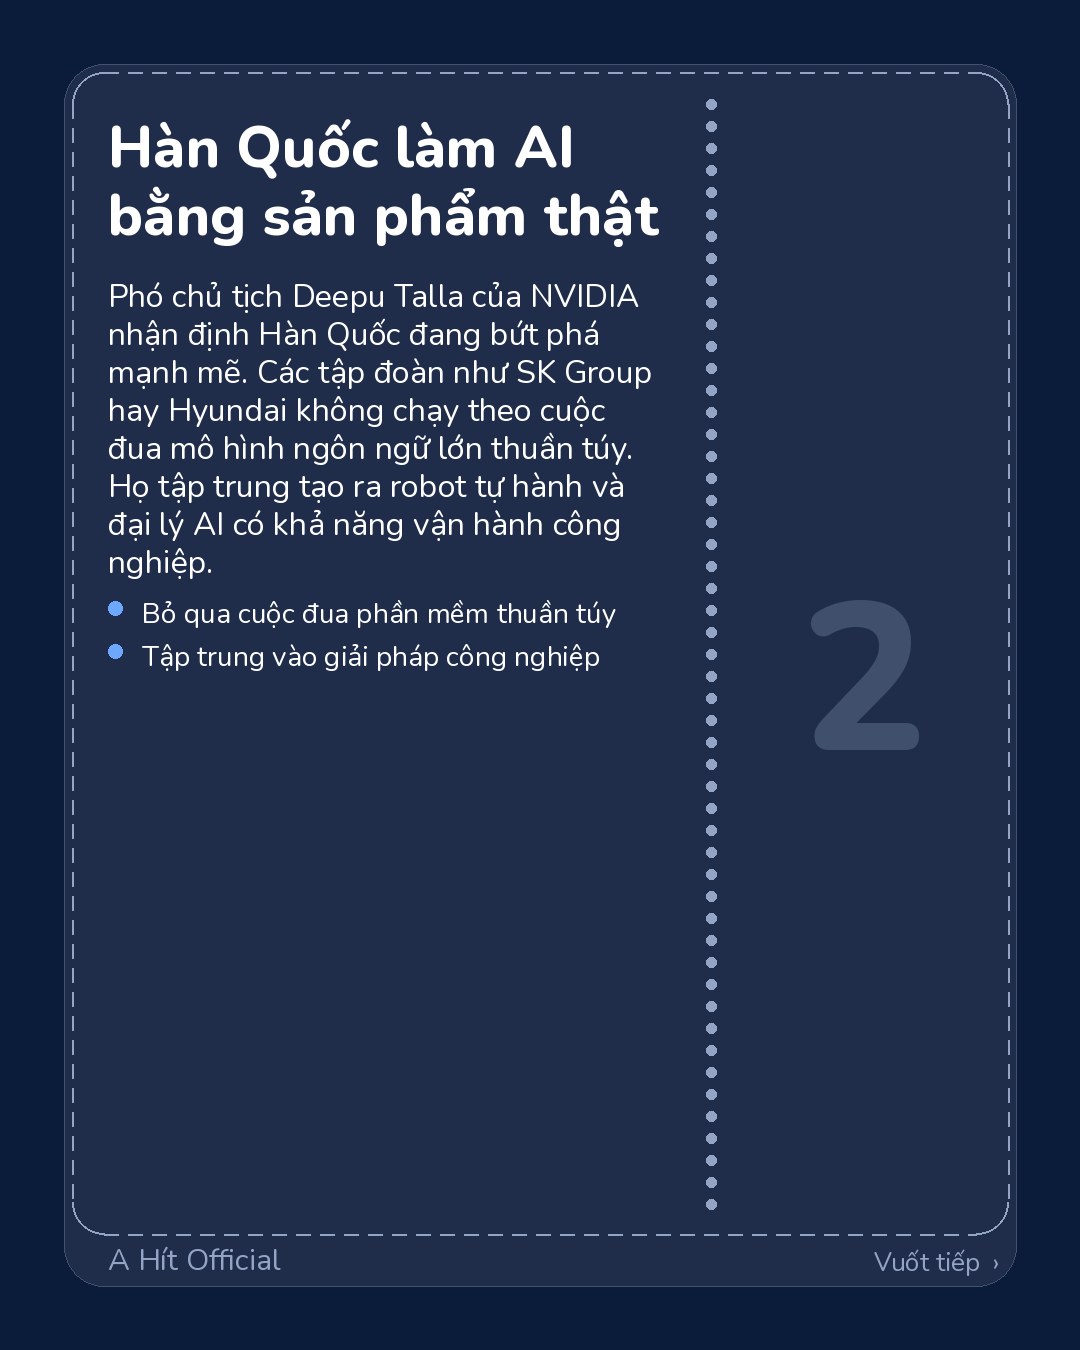 Hàn Quốc làm AI
bằng sản phẩm thật
Phó chủ tịch Deepu Talla của NVIDIA
nhận định Hàn Quốc đang bứt phá
mạnh mẽ. Các tập đoàn như SK Group
hay Hyundai không chạy theo cuộc
đua mô hình ngôn ngữ lớn thuần túy.
Họ tập trung tạo ra robot tự hành và
đại lý AI có khả năng vận hành công
nghiệp.
Bỏ qua cuộc đua phần mềm thuần túy
Tập trung vào giải pháp công nghiệp
2
A Hít Official
Vuốt tiếp ›